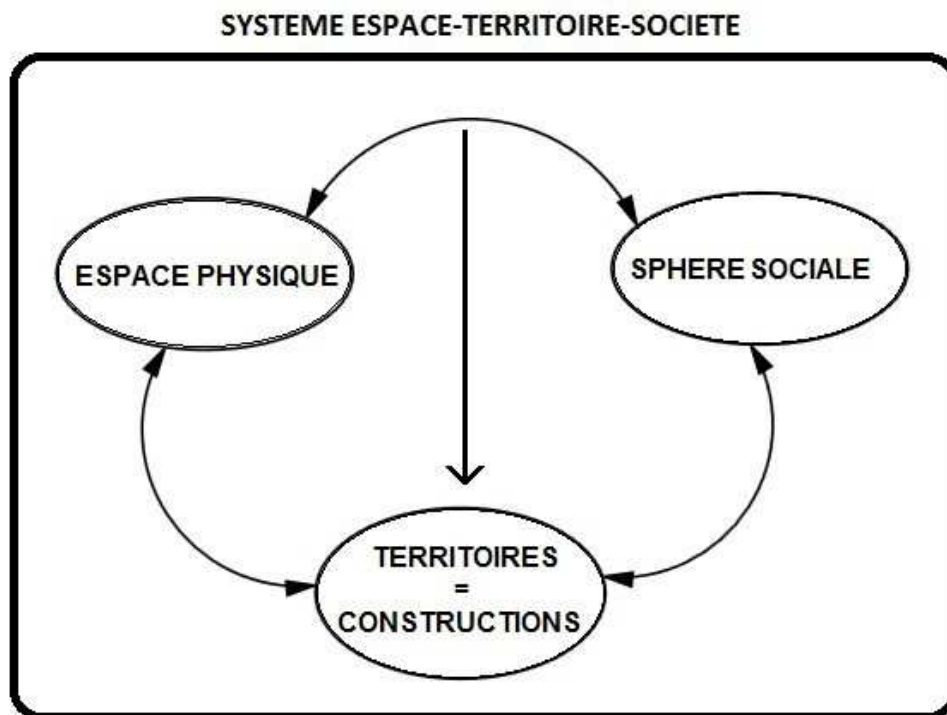 SYSTEME ESPACE-TERRITOIRE-SOCIETE
ESPACE PHYSIQUE
SPHERE SOCIALE
TERRITOIRES
=
CONSTRUCTIONS